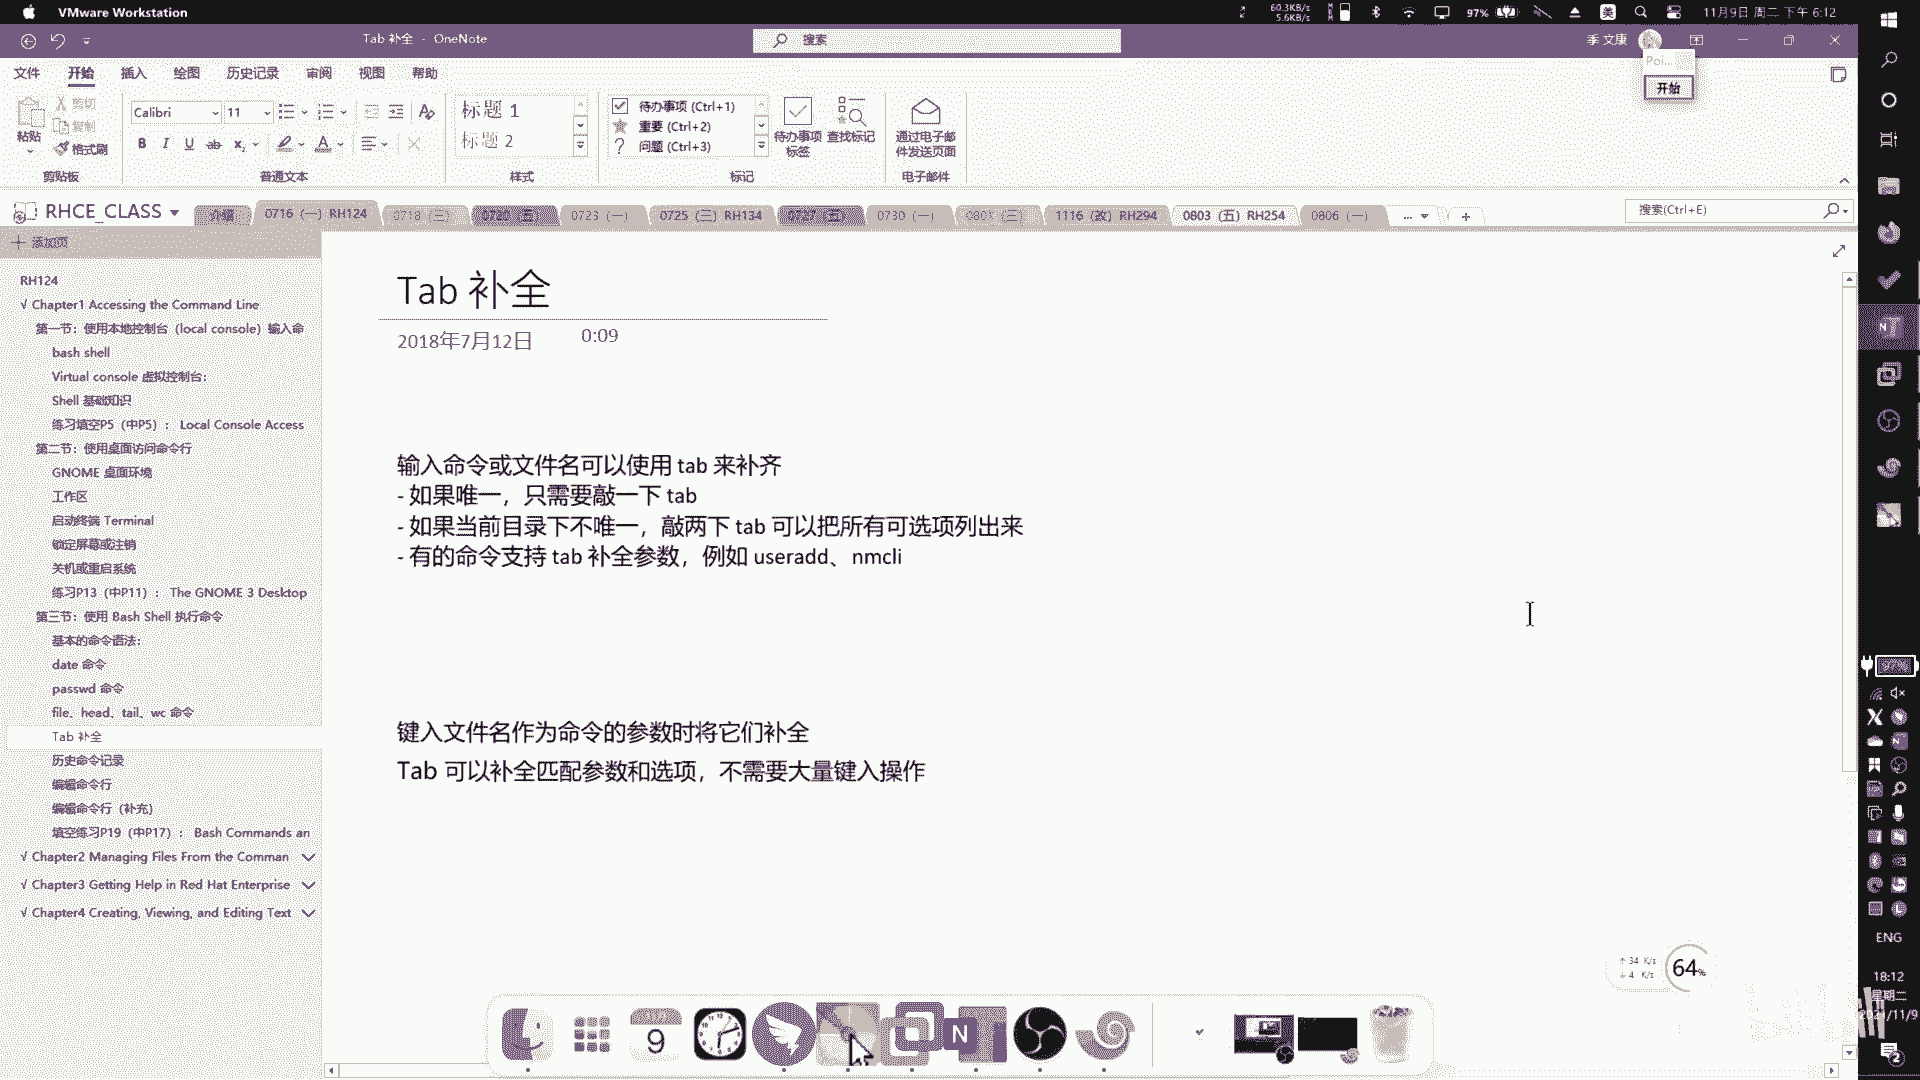 VMware Workstation
60.3KB/s
5.6KB/s
97%
美
11月9日 周二 下午 6:12
Tab 补全 - OneNote
搜索
季 文康
文件 开始 插入 绘图 历史记录 审阅 视图 帮助
Poi...
开始
粘贴
剪切
复制
格式刷
剪贴板
Calibri 11
B I U ab x
A
普通文本
标题 1
标题 2
样式
待办事项 (Ctrl+1)
重要 (Ctrl+2)
问题 (Ctrl+3)
待办事项标签
查找标记
标记
通过电子邮件发送页面
电子邮件
RHCE_CLASS
介绍 0716 (一) RH124 0718 (三) 0720 (五) 0723 (一) 0725 (三) RH134 0727 (五) 0730 (一) 0801 (三) 1116 (改) RH294 0803 (五) RH254 0806 (一) ...
搜索(Ctrl+E)
添加页
RH124
√ Chapter1 Accessing the Command Line
第一节：使用本地控制台（local console）输入命
bash shell
Virtual console 虚拟控制台:
Shell 基础知识
练习填空P5（中P5）： Local Console Access
第二节：使用桌面访问命令行
GNOME 桌面环境
工作区
启动终端 Terminal
锁定屏幕或注销
关机或重启系统
练习P13（中P11）： The GNOME 3 Desktop
第三节：使用 Bash Shell 执行命令
基本的命令语法:
date 命令
passwd 命令
file、head、tail、wc 命令
Tab 补全
历史命令记录
编辑命令行
编辑命令行（补充）
填空练习P19（中P17）： Bash Commands an
√ Chapter2 Managing Files From the Comman
√ Chapter3 Getting Help in Red Hat Enterprise
√ Chapter4 Creating, Viewing, and Editing Text
Tab 补全
2018年7月12日 0:09
输入命令或文件名可以使用 tab 来补齐
- 如果唯一，只需要敲一下 tab
- 如果当前目录下不唯一，敲两下 tab 可以把所有可选项列出来
- 有的命令支持 tab 补全参数，例如 useradd、nmcli
键入文件名作为命令的参数时将它们补全
Tab 可以补全匹配参数和选项，不需要大量键入操作
↑ 34 K/s
↓ 4 K/s
64%
9
N
97%
ENG
18:12
星期二
2021/11/9
2